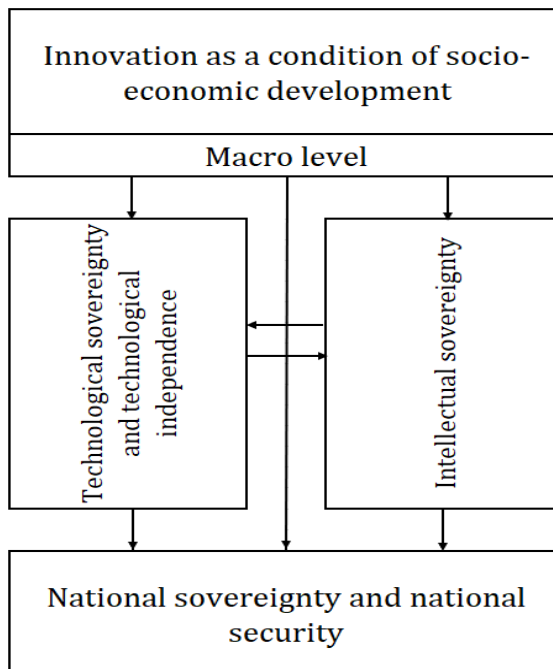 Innovation as a condition of socio-
economic development
Macro level
Technological sovereignty
and technological
independence
Intellectual sovereignty
National sovereignty and national
security